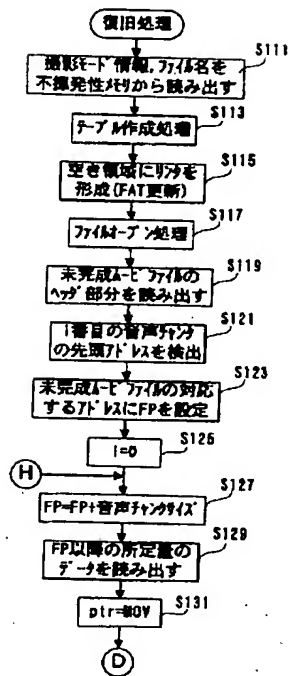 復旧処理
S111
撮影ﾓｰﾄﾞ情報,ﾌｧｲﾙ名を
不揮発性ﾒﾓﾘから読み出す
S113
ﾃｰﾌﾞﾙ作成処理
S115
空き領域にﾘﾝｸを
形成(FAT更新)
S117
ﾌｧｲﾙｵｰﾌﾟﾝ処理
S119
未完成ﾑｰﾋﾞﾌｧｲﾙの
ﾍｯﾀﾞ部分を読み出す
S121
1番目の音声ﾁｬﾝｸ
の先頭ｱﾄﾞﾚｽを検出
S123
未完成ﾑｰﾋﾞﾌｧｲﾙの対応
するｱﾄﾞﾚｽにFPを設定
S125
i=0
H
S127
FP=FP+音声ﾁｬﾝｸｻｲｽﾞ
S129
FP以降の所定量の
ﾃﾞｰﾀを読み出す
S131
ptr=MOV
D